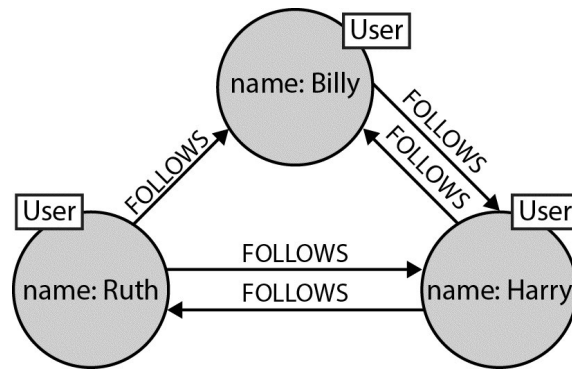 User
name: Billy
FOLLOWS
FOLLOWS
FOLLOWS
User
User
FOLLOWS
name: Ruth
name: Harry
FOLLOWS